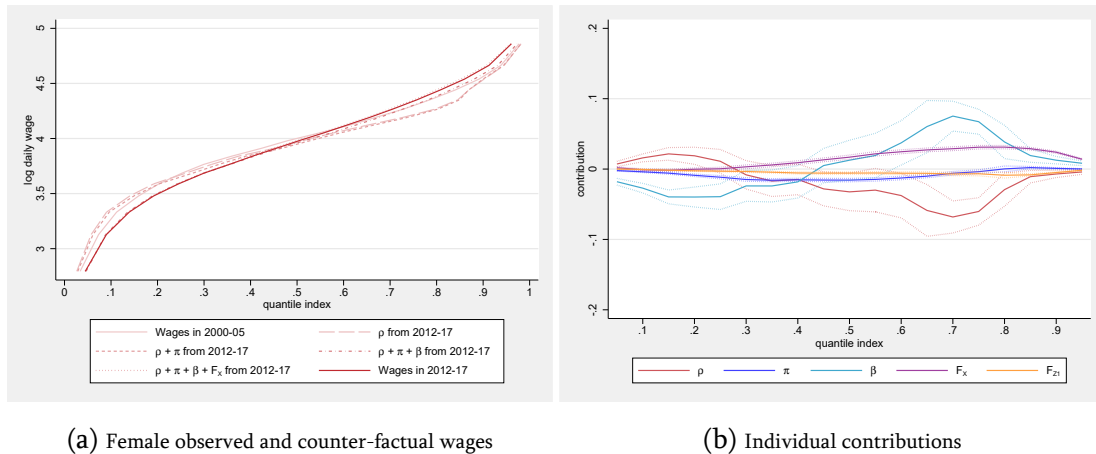 5
4.5
4
3.5
3
log daily wage
0 .1 .2 .3 .4 .5 .6 .7 .8 .9 1
quantile index
Wages in 2000-05 ρ from 2012-17
ρ + π from 2012-17 ρ + π + β from 2012-17
ρ + π + β + F_X from 2012-17 Wages in 2012-17
(a) Female observed and counter-factual wages
.2
.1
0
-.1
-.2
contribution
.1 .2 .3 .4 .5 .6 .7 .8 .9
quantile index
ρ π β F_X F_Z1
(b) Individual contributions